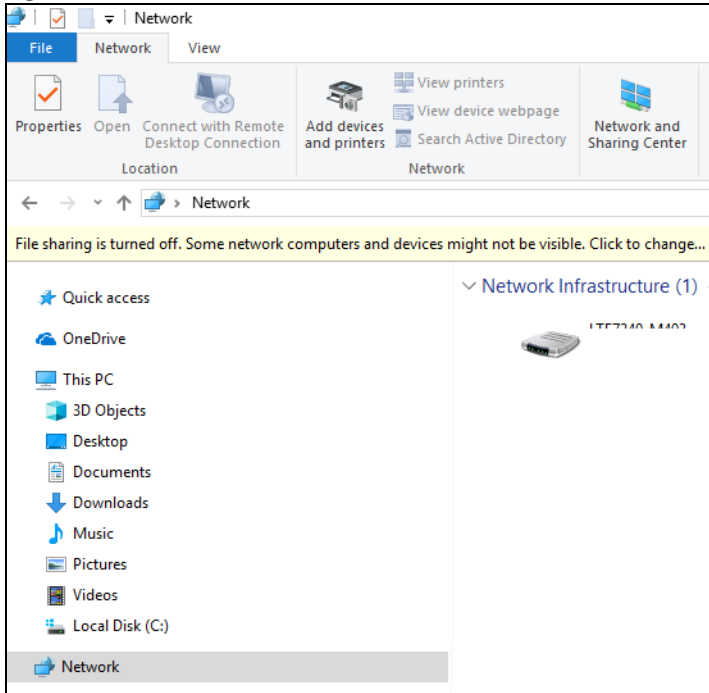 Network
File Network View
Properties Open Connect with Remote Desktop Connection Add devices and printers View printers View device webpage Search Active Directory Network and Sharing Center
Location Network
Network
File sharing is turned off. Some network computers and devices might not be visible. Click to change...
Quick access
OneDrive
This PC
3D Objects
Desktop
Documents
Downloads
Music
Pictures
Videos
Local Disk (C:)
Network
Network Infrastructure (1)